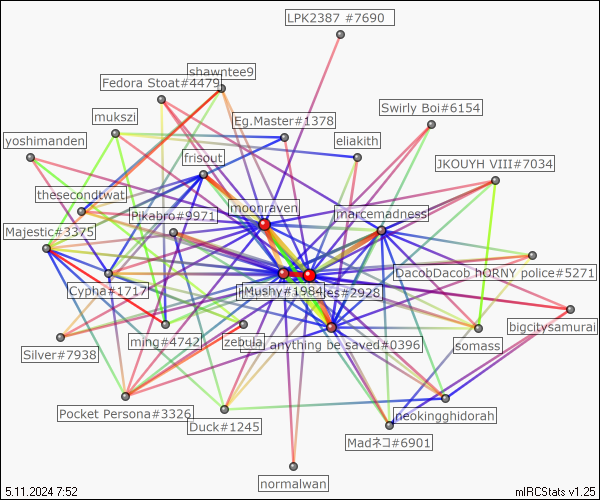 LPK2387 #7690
shawntee9
Fedora Stoat#4479
Swirly Boi#6154
mukszi
Eg.Master#1378
eliakith
yoshimanden
frisout
JKOUYH VIII#7034
thesecondtwat
moonraven
Pikabro#9971
marcemadness
Majestic#3375
DacobDacob hORNY police#5271
Cypha#1717
Mushy#1984
es#2928
bigcitysamurai
Silver#7938
ming#4742
zebula
anything be saved#0396
somass
Pocket Persona#3326
Duck#1245
neokingghidorah
Madネコ#6901
normalwan
5.11.2024 7:52
mIRCStats v1.25